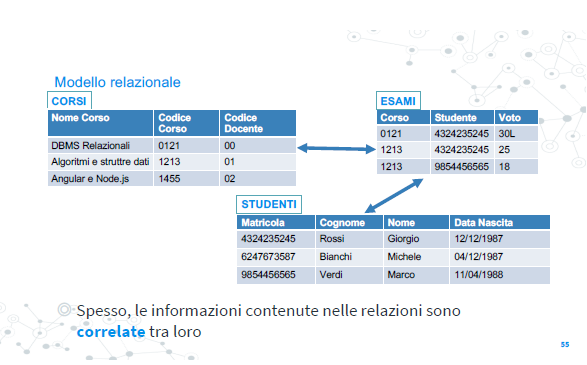 Modello relazionale
CORSI
Nome Corso Codice Corso Codice Docente
DBMS Relazionali 0121 00
Algoritmi e struttre dati 1213 01
Angular e Node.js 1455 02
ESAMI
Corso Studente Voto
0121 4324235245 30L
1213 4324235245 25
1213 9854456565 18
STUDENTI
Matricola Cognome Nome Data Nascita
4324235245 Rossi Giorgio 12/12/1987
6247673587 Bianchi Michele 04/12/1987
9854456565 Verdi Marco 11/04/1988
Spesso, le informazioni contenute nelle relazioni sono
correlate tra loro
55